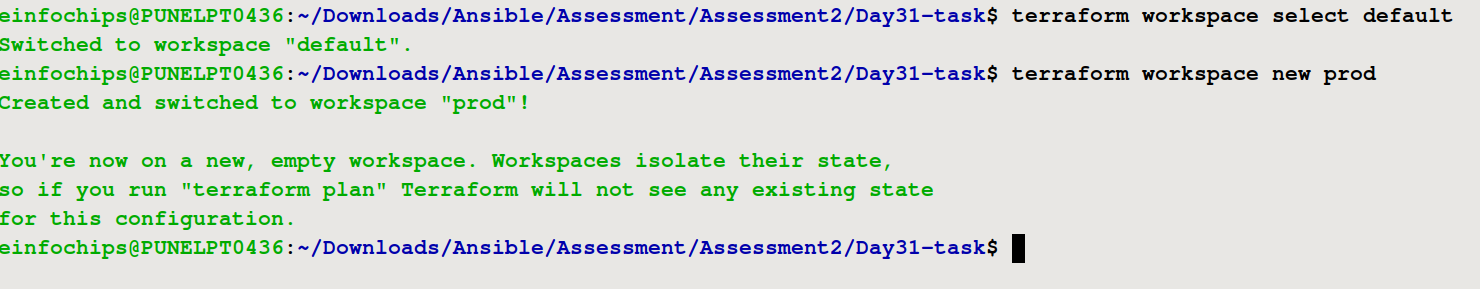 einfochips@PUNELPT0436:~/Downloads/Ansible/Assessment/Assessment2/Day31-task$ terraform workspace select default
Switched to workspace "default".
einfochips@PUNELPT0436:~/Downloads/Ansible/Assessment/Assessment2/Day31-task$ terraform workspace new prod
Created and switched to workspace "prod"!
You're now on a new, empty workspace. Workspaces isolate their state,
so if you run "terraform plan" Terraform will not see any existing state
for this configuration.
einfochips@PUNELPT0436:~/Downloads/Ansible/Assessment/Assessment2/Day31-task$